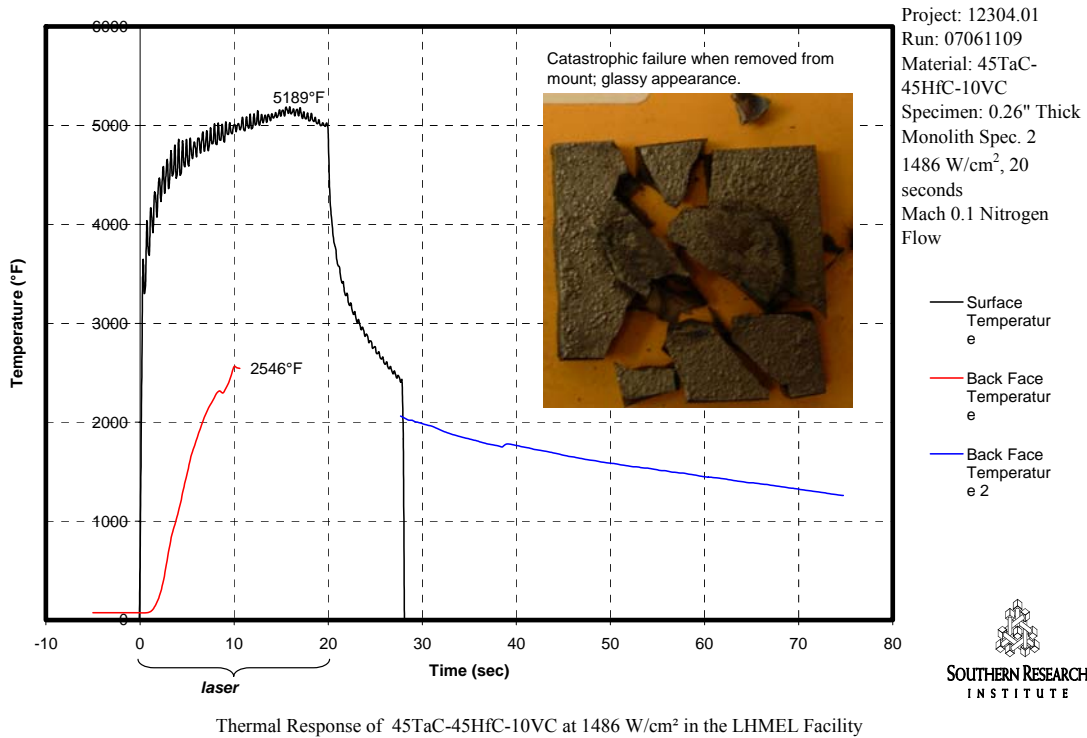 Project: 12304.01
Run: 07061109
Material: 45TaC-
45HfC-10VC
Specimen: 0.26" Thick
Monolith Spec. 2
1486 W/cm², 20
seconds
Mach 0.1 Nitrogen
Flow
Catastrophic failure when removed from
mount; glassy appearance.
6000
5000
4000
3000
2000
1000
0
Temperature (°F)
5189°F
2546°F
-10 0 10 20 30 40 50 60 70 80
Time (sec)
laser
Surface
Temperatur
e
Back Face
Temperatur
e
Back Face
Temperatur
e 2
SOUTHERN RESEARCH
INSTITUTE
Thermal Response of 45TaC-45HfC-10VC at 1486 W/cm² in the LHMEL Facility